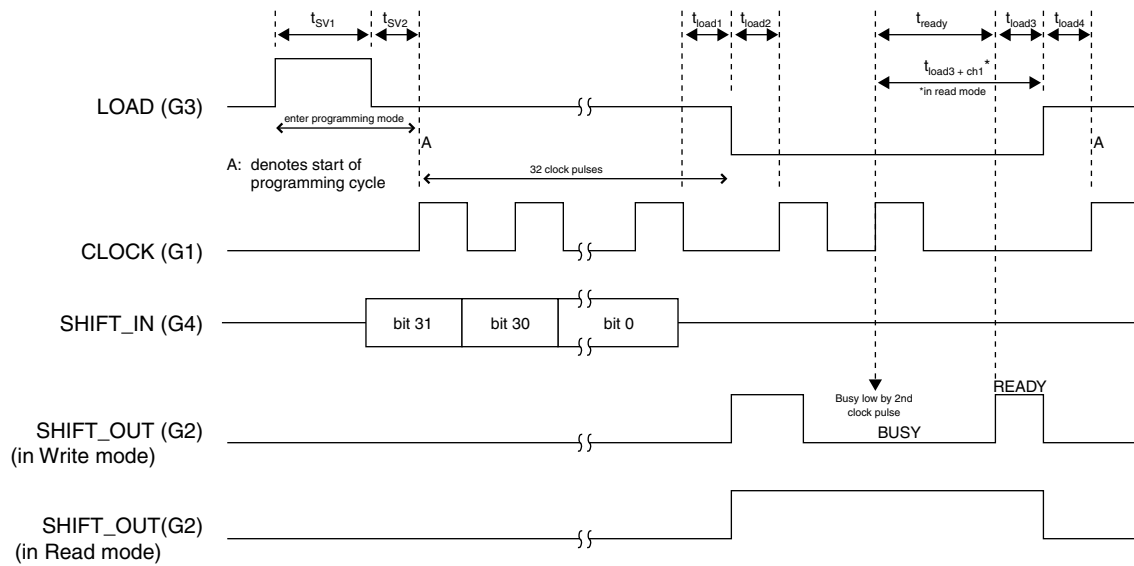 tSV1 tSV2 tload1 tload2 tready tload3 tload4
tload3 + ch1*
*in read mode
LOAD (G3)
enter programming mode
A
A
A: denotes start of
programming cycle
32 clock pulses
CLOCK (G1)
SHIFT_IN (G4)
bit 31 bit 30 bit 0
READY
Busy low by 2nd
clock pulse
BUSY
SHIFT_OUT (G2)
(in Write mode)
SHIFT_OUT(G2)
(in Read mode)